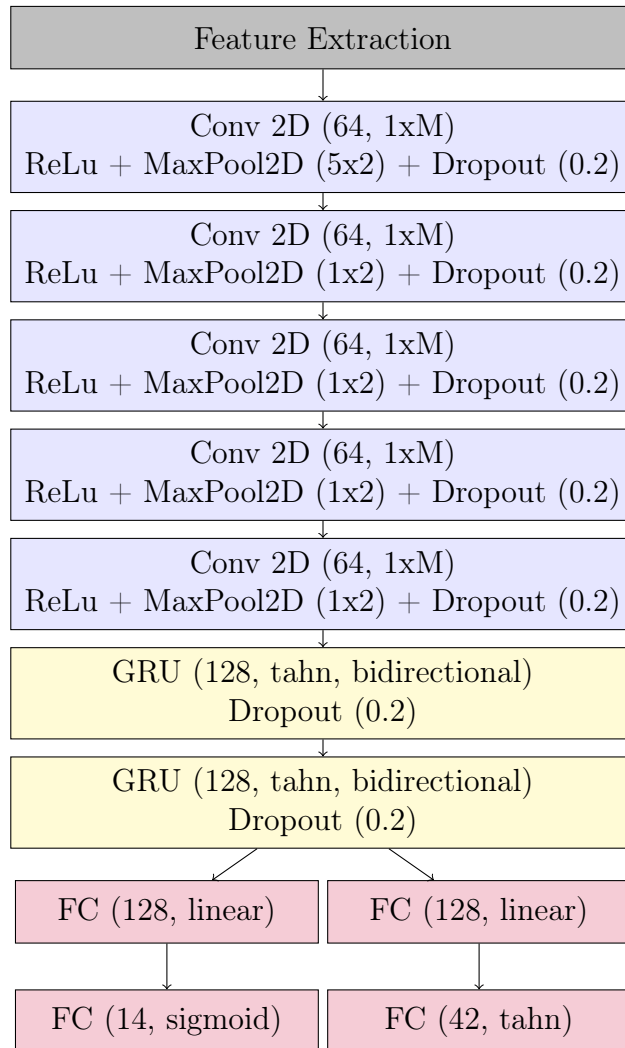 Feature Extraction
Conv 2D (64, 1xM)
ReLu + MaxPool2D (5x2) + Dropout (0.2)
Conv 2D (64, 1xM)
ReLu + MaxPool2D (1x2) + Dropout (0.2)
Conv 2D (64, 1xM)
ReLu + MaxPool2D (1x2) + Dropout (0.2)
Conv 2D (64, 1xM)
ReLu + MaxPool2D (1x2) + Dropout (0.2)
Conv 2D (64, 1xM)
ReLu + MaxPool2D (1x2) + Dropout (0.2)
GRU (128, tahn, bidirectional)
Dropout (0.2)
GRU (128, tahn, bidirectional)
Dropout (0.2)
FC (128, linear)
FC (128, linear)
FC (14, sigmoid)
FC (42, tahn)